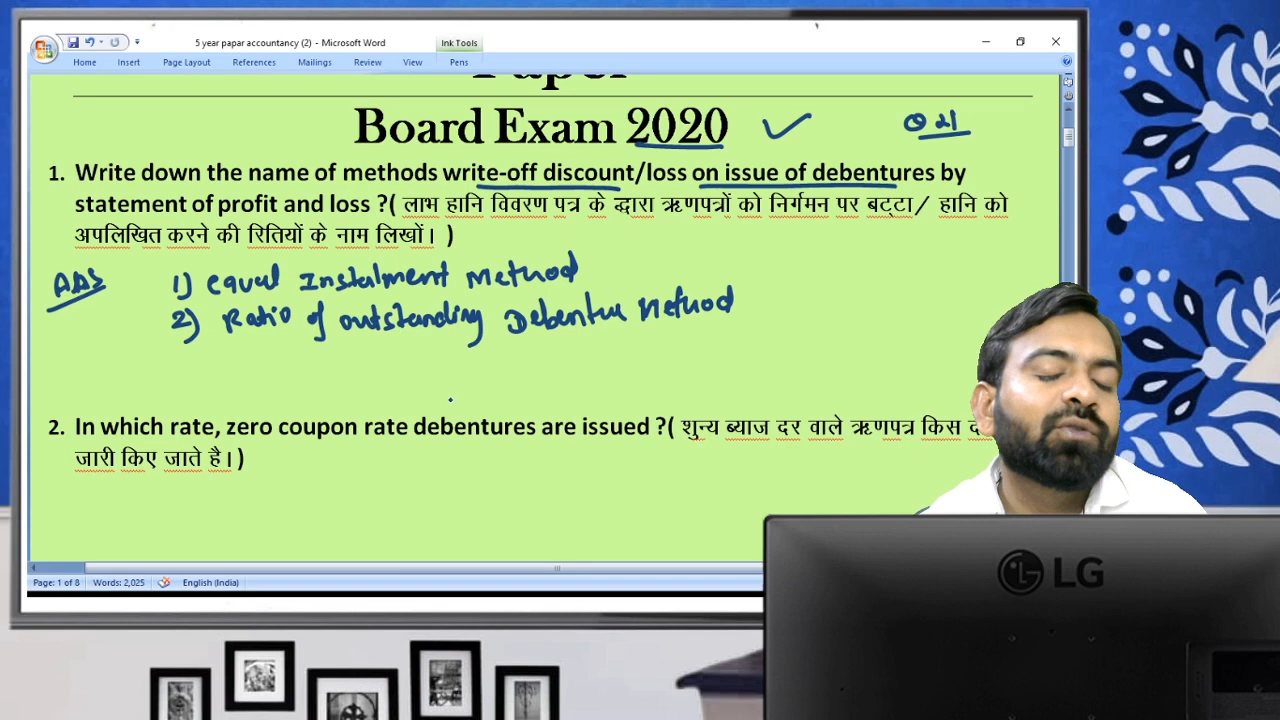 5 year papar accountancy (2) - Microsoft Word
Ink Tools
Home Insert Page Layout References Mailings Review View Pens
Paper
Board Exam 2020
Q 21
1. Write down the name of methods write-off discount/loss on issue of debentures by
statement of profit and loss ?( लाभ हानि विवरण पत्र के द्वारा ऋणपत्रों को निर्गमन पर बट्टा/ हानि को
अपलिखित करने की रितियों के नाम लिखों। )
Ans 1) equal Instalment Method
2) Ratio of outstanding Debentue Method
2. In which rate, zero coupon rate debentures are issued ?( शुन्य ब्याज दर वाले ऋणपत्र किस
जारी किए जाते है।)
Page: 1 of 8 Words: 2,025 English (India)
LG